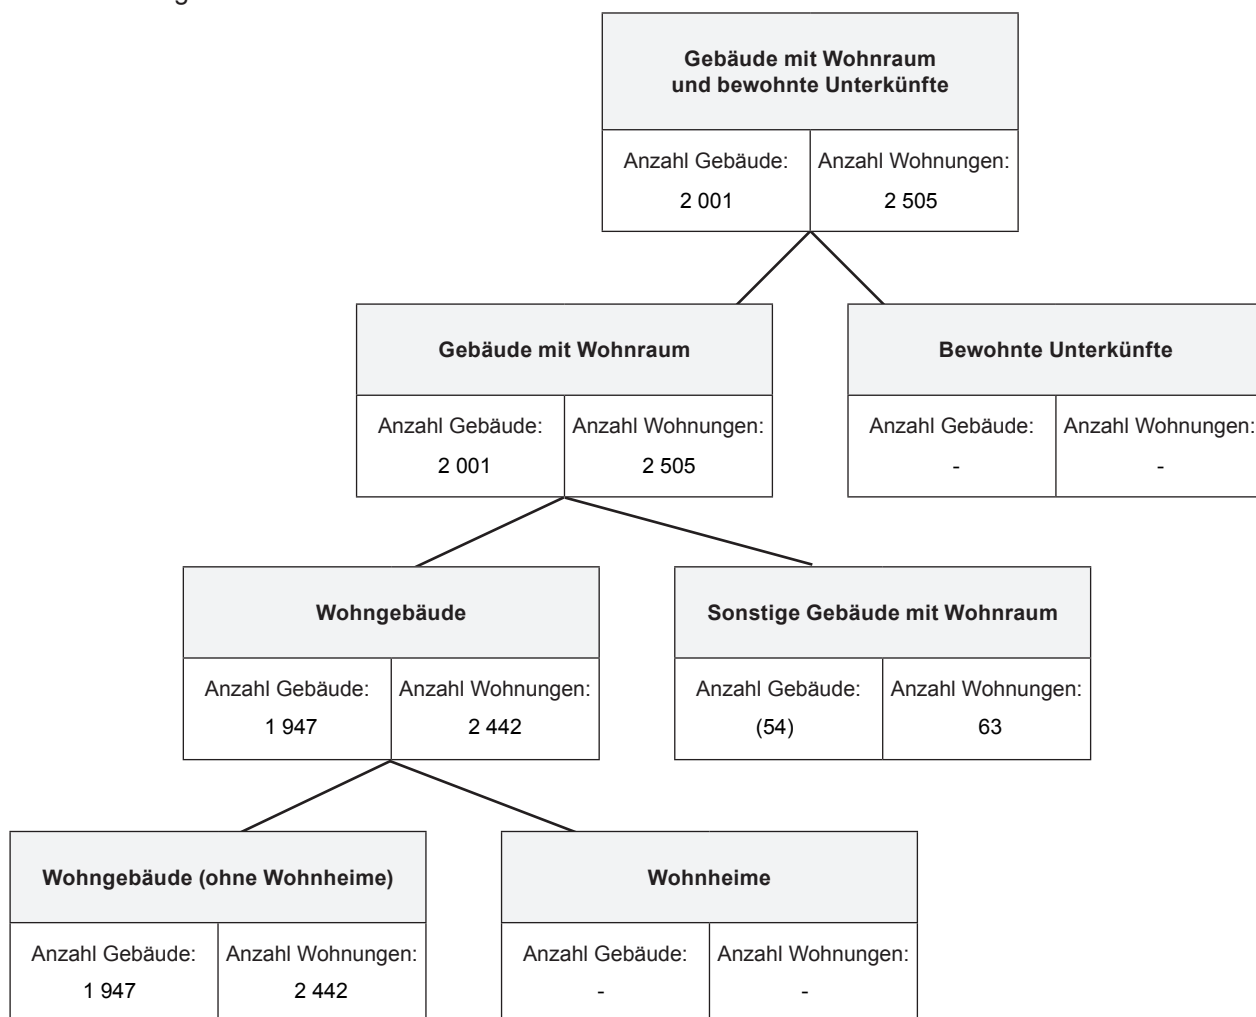 Gebäude mit Wohnraum
und bewohnte Unterkünfte
Anzahl Gebäude: Anzahl Wohnungen:
2 001 2 505
Gebäude mit Wohnraum Bewohnte Unterkünfte
Anzahl Gebäude: Anzahl Wohnungen: Anzahl Gebäude: Anzahl Wohnungen:
2 001 2 505 - -
Wohngebäude Sonstige Gebäude mit Wohnraum
Anzahl Gebäude: Anzahl Wohnungen: Anzahl Gebäude: Anzahl Wohnungen:
1 947 2 442 (54) 63
Wohngebäude (ohne Wohnheime) Wohnheime
Anzahl Gebäude: Anzahl Wohnungen: Anzahl Gebäude: Anzahl Wohnungen:
1 947 2 442 - -